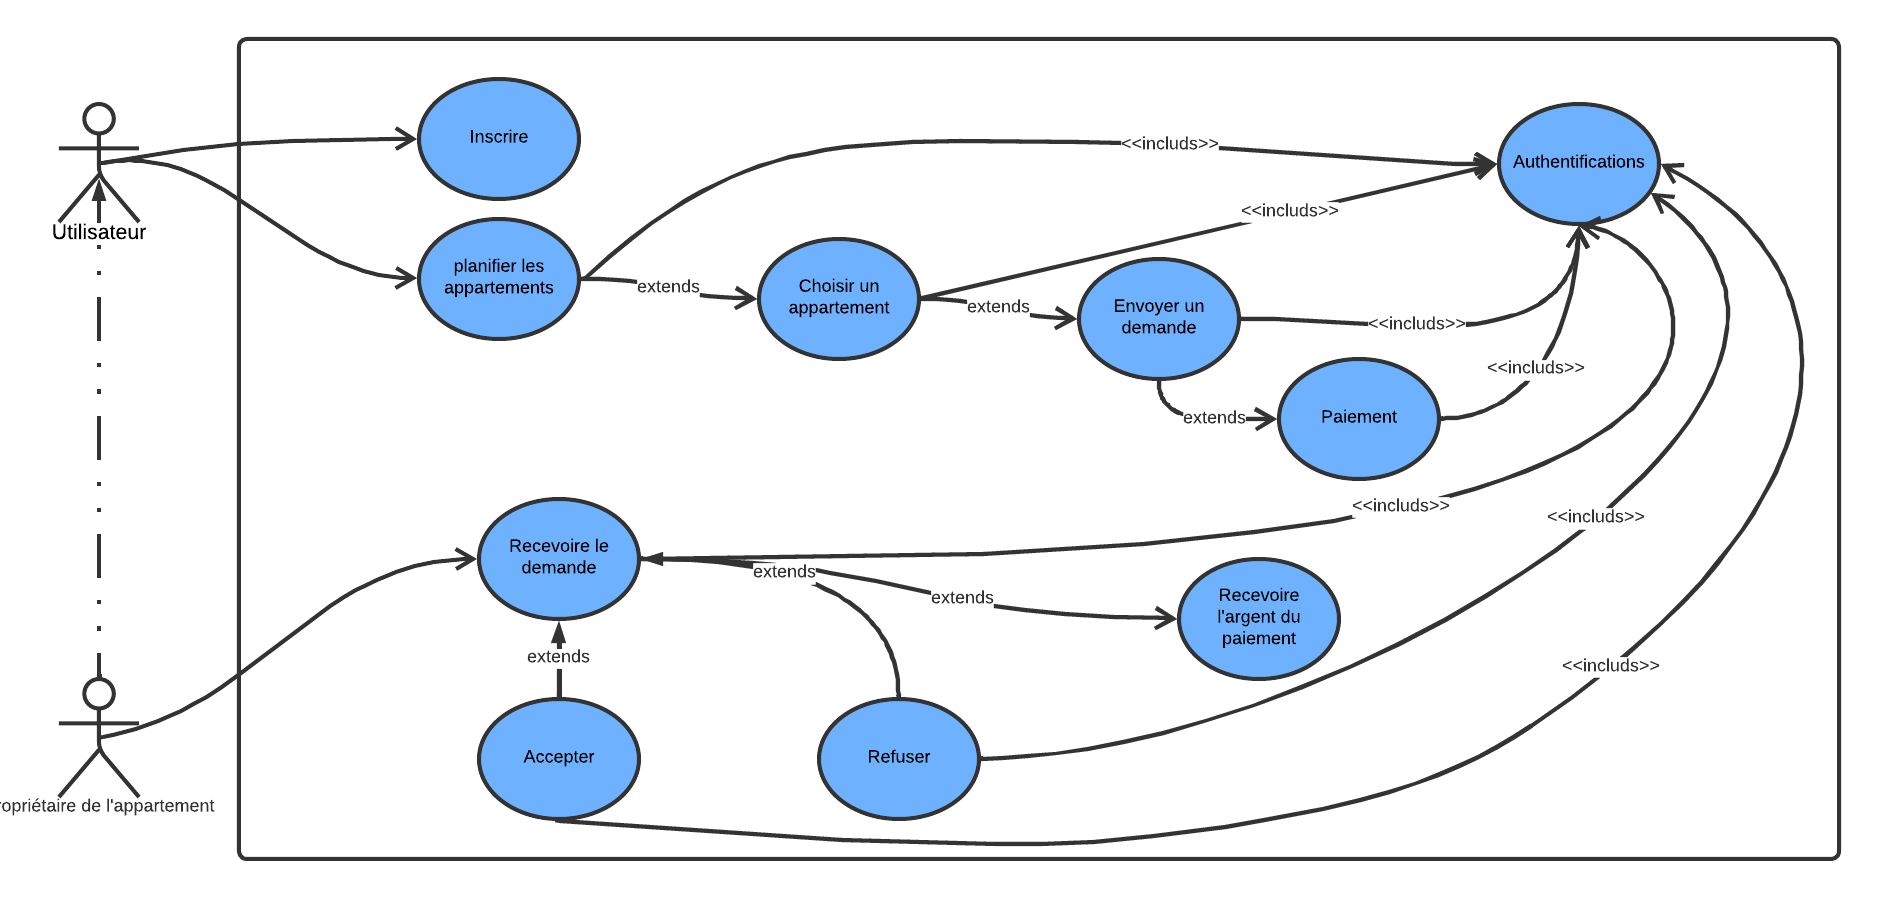 Inscrire
<<includs>>
Authentifications
Utilisateur
<<includs>>
planifier les
appartements
extends
Choisir un
appartement
extends
Envoyer un
demande
<<includs>>
<<includs>>
extends
Paiement
<<includs>>
<<includs>>
Recevoire le
demande
extends
extends
Recevoire
l'argent du
paiement
extends
<<includs>>
Accepter
Refuser
ropriétaire de l'appartement